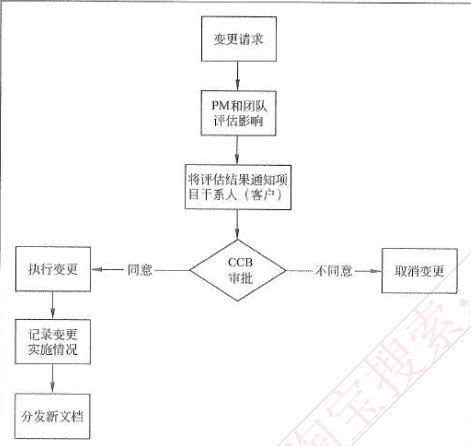 变更请求
PM和团队
评估影响
将评估结果通知项
目干系人（客户）
CCB
审批
同意
不同意
执行变更
取消变更
记录变更
实施情况
分发新文档
淘宝搜索：